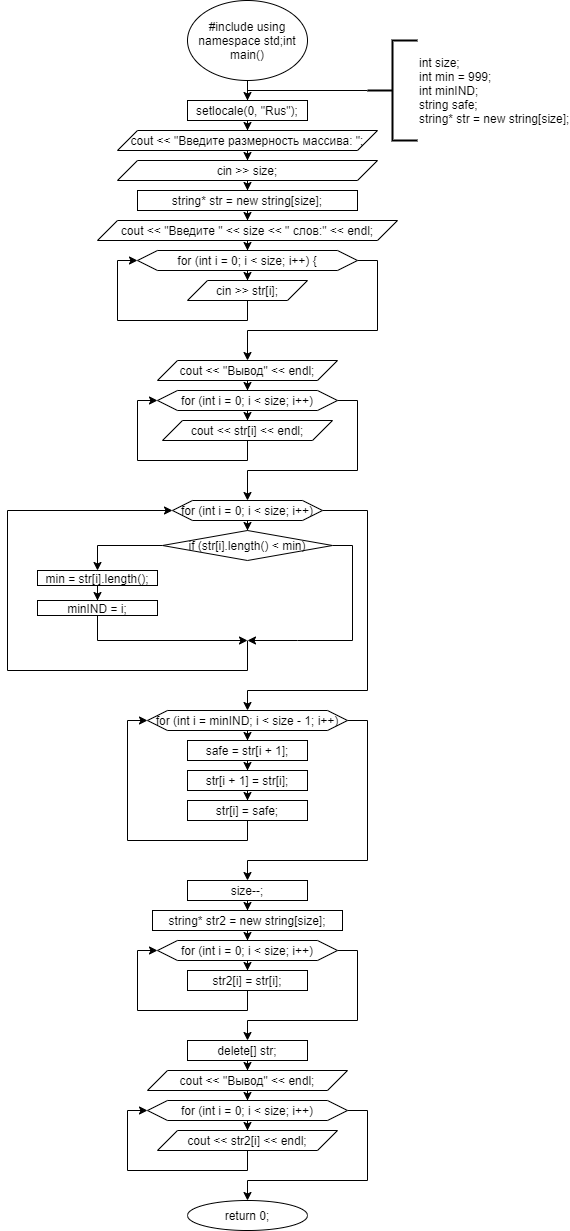 #include using
namespace std;int
main()
int size;
int min = 999;
int minIND;
string safe;
string* str = new string[size];
setlocale(0, "Rus");
cout << "Введите размерность массива: ";
cin >> size;
string* str = new string[size];
cout << "Введите " << size << " слов:" << endl;
for (int i = 0; i < size; i++) {
cin >> str[i];
cout << "Вывод" << endl;
for (int i = 0; i < size; i++)
cout << str[i] << endl;
for (int i = 0; i < size; i++)
if (str[i].length() < min)
min = str[i].length();
minIND = i;
for (int i = minIND; i < size - 1; i++)
safe = str[i + 1];
str[i + 1] = str[i];
str[i] = safe;
size--;
string* str2 = new string[size];
for (int i = 0; i < size; i++)
str2[i] = str[i];
delete[] str;
cout << "Вывод" << endl;
for (int i = 0; i < size; i++)
cout << str2[i] << endl;
return 0;